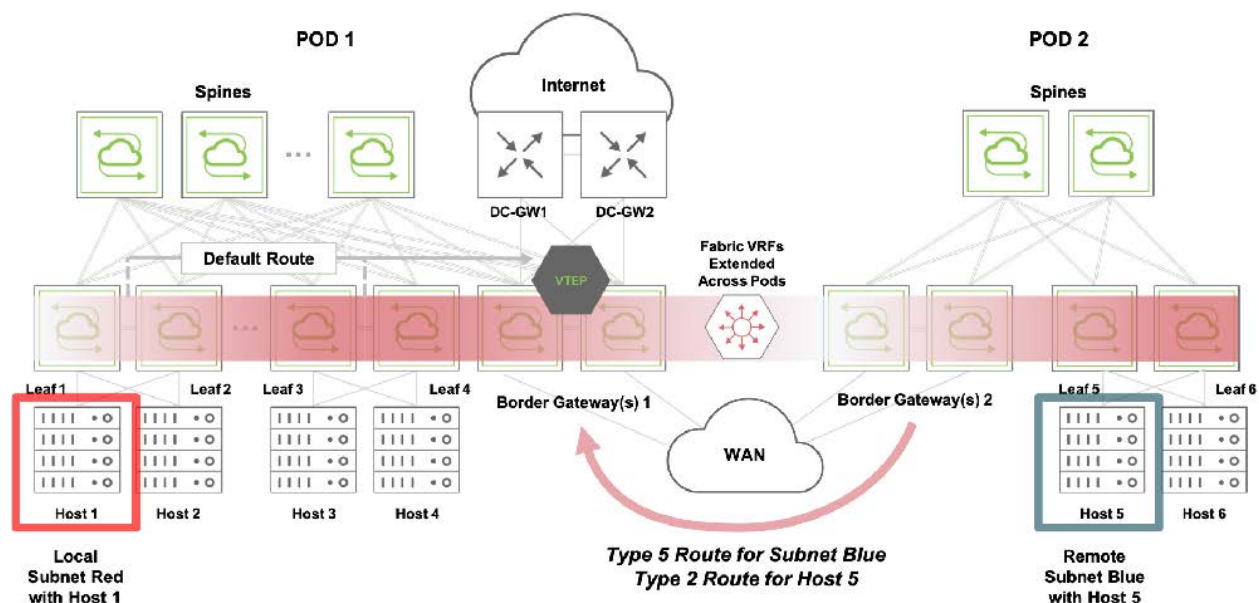 POD 1
POD 2
Spines
Internet
Spines
DC-GW1
DC-GW2
Default Route
VTEP
Fabric VRFs
Extended
Across Pods
Leaf 1
Leaf 2
Leaf 3
Leaf 4
Border Gateway(s) 1
Border Gateway(s) 2
Leaf 5
Leaf 6
WAN
Host 1
Host 2
Host 3
Host 4
Host 5
Host 6
Local
Subnet Red
with Host 1
Type 5 Route for Subnet Blue
Type 2 Route for Host 5
Remote
Subnet Blue
with Host 5